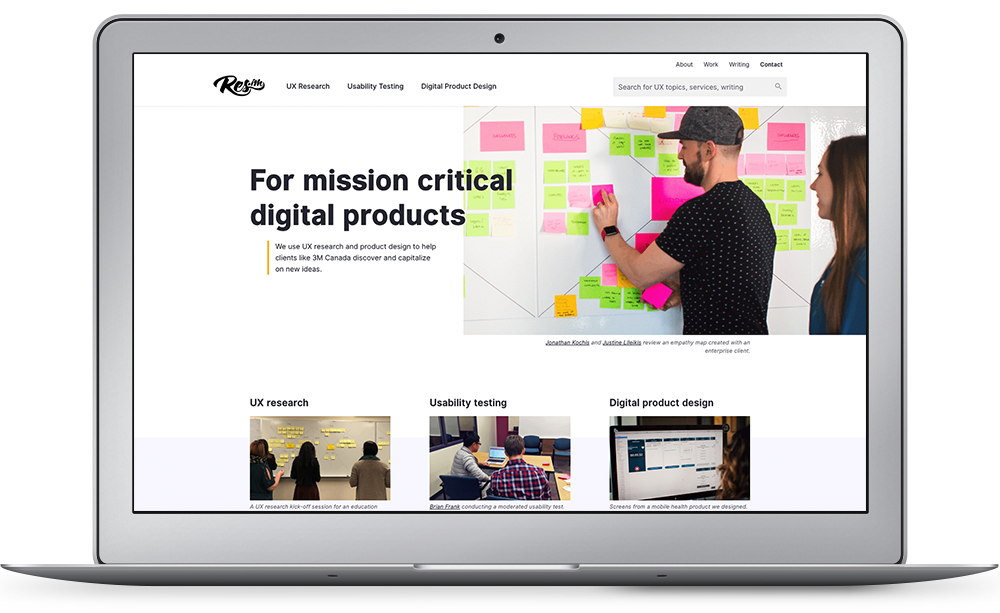 About Work Writing Contact
Resim
UX Research Usability Testing Digital Product Design
Search for UX topics, services, writing
For mission critical
digital products
We use UX research and product design to help
clients like 3M Canada discover and capitalize
on new ideas.
Jonathan Kochis and Justine Lileikis review an empathy map created with an
enterprise client.
UX research
Usability testing
Digital product design
A UX research kick-off session for an education
Brian Frank conducting a moderated usability test.
Screens from a mobile health product we designed.